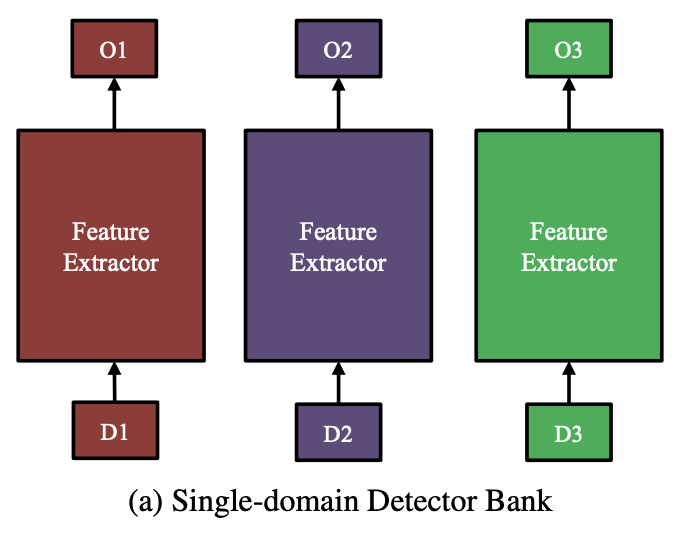 O1
O2
O3
Feature
Extractor
Feature
Extractor
Feature
Extractor
D1
D2
D3
(a) Single-domain Detector Bank